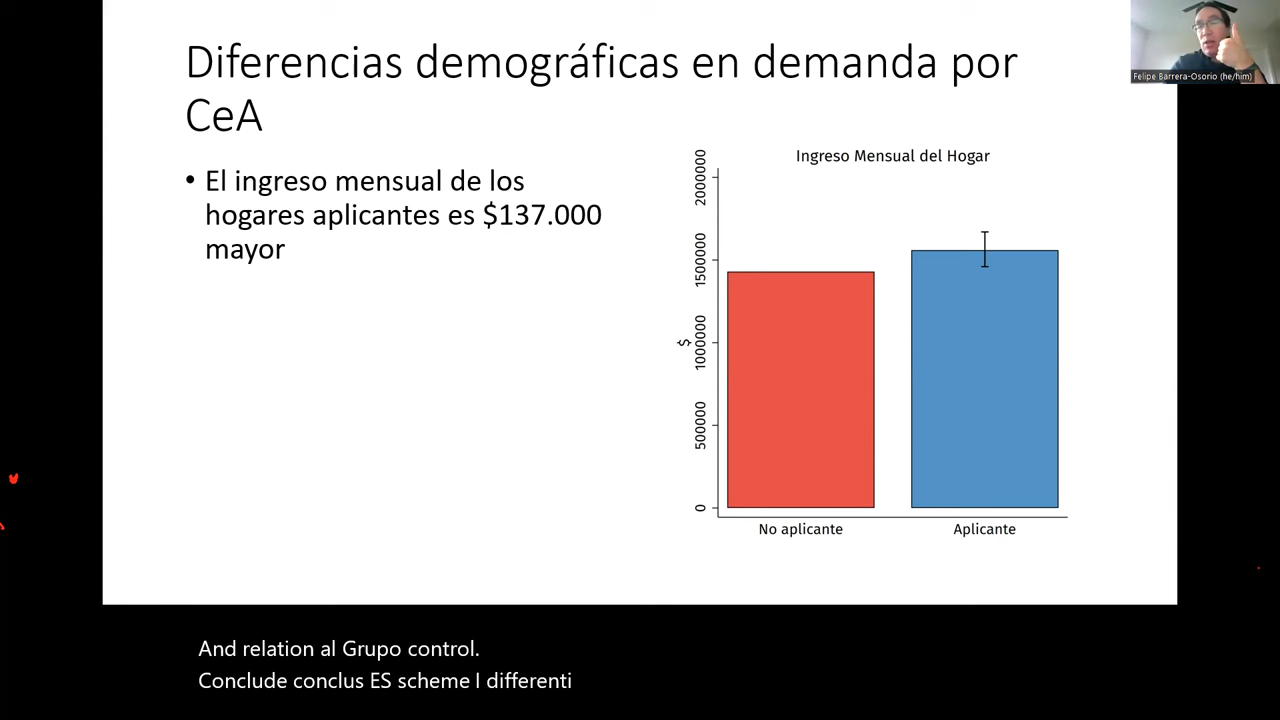 Diferencias demográficas en demanda por
CeA
• El ingreso mensual de los
hogares aplicantes es $137.000
mayor
Ingreso Mensual del Hogar
2000000
1500000
1000000
500000
0
$
No aplicante
Aplicante
Felipe Barrera-Osorio (he/him)
And relation al Grupo control.
Conclude conclus ES scheme I differenti